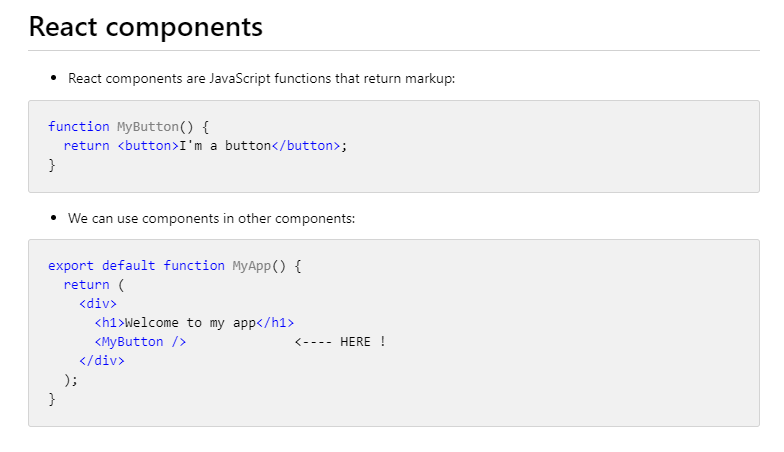 React components
React components are JavaScript functions that return markup:
function MyButton() {
  return <button>I'm a button</button>;
}
We can use components in other components:
export default function MyApp() {
  return (
    <div>
      <h1>Welcome to my app</h1>
      <MyButton />              <---- HERE !
    </div>
  );
}